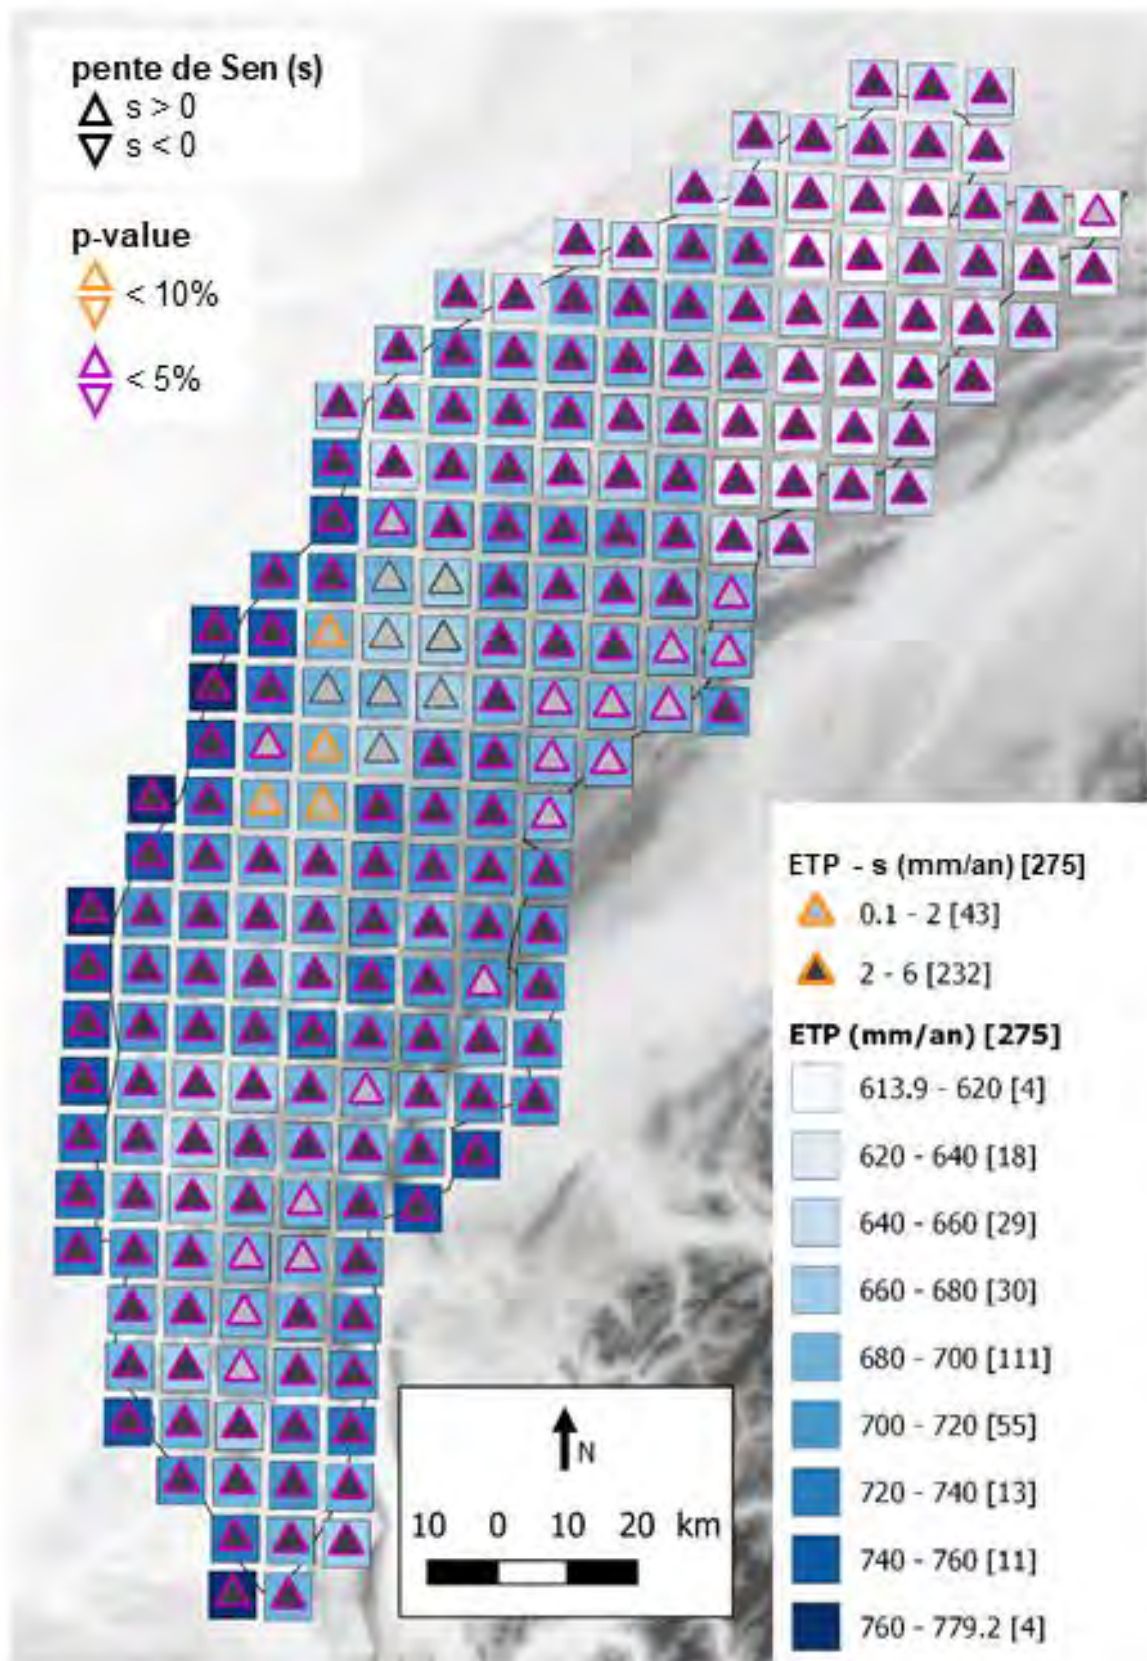 pente de Sen (s)
s > 0
s < 0
p-value
< 10%
< 5%
ETP - s (mm/an) [275]
0.1 - 2 [43]
2 - 6 [232]
ETP (mm/an) [275]
613.9 - 620 [4]
620 - 640 [18]
640 - 660 [29]
660 - 680 [30]
680 - 700 [111]
700 - 720 [55]
720 - 740 [13]
740 - 760 [11]
760 - 779.2 [4]
N
10 0 10 20 km